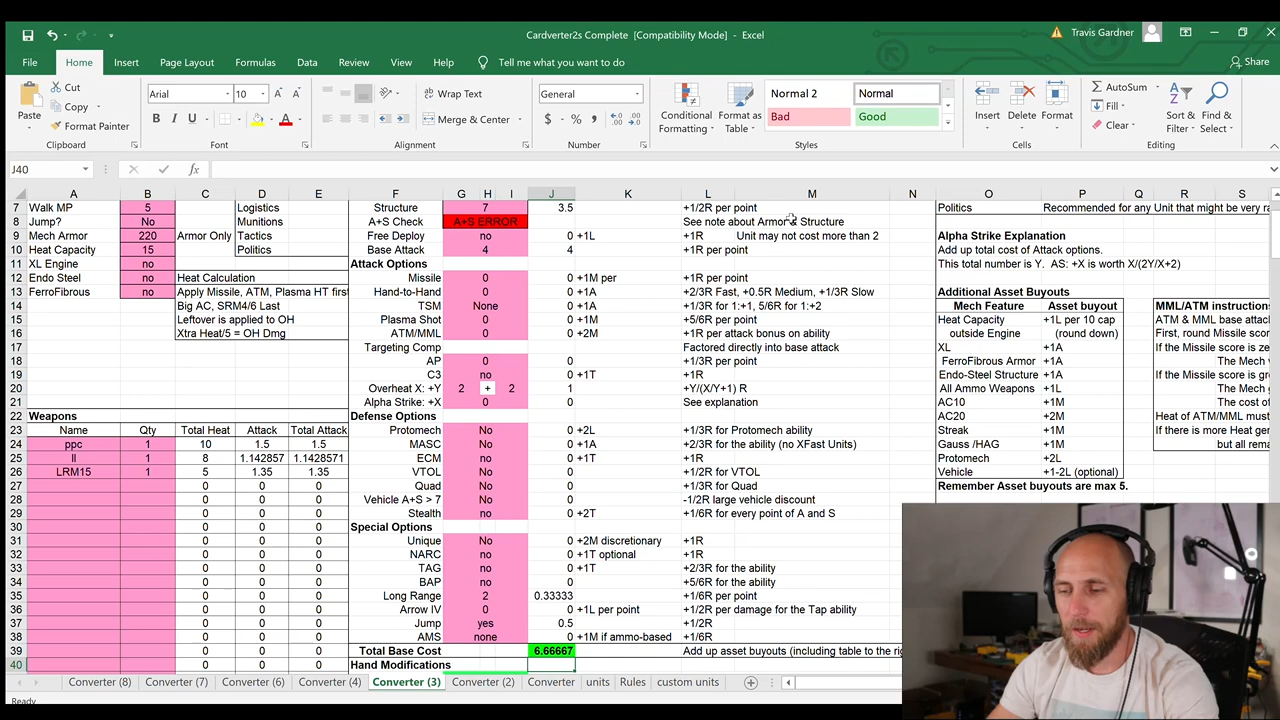 Cardverter2s Complete [Compatibility Mode] - Excel
Travis Gardner
File Home Insert Page Layout Formulas Data Review View Help Tell me what you want to do Share
Paste
Cut
Copy
Format Painter
Clipboard
Arial 10
B I U
Font
Wrap Text
Merge & Center
Alignment
General
$ % ,
Number
Conditional Formatting
Format as Table
Normal 2 Normal
Bad Good
Styles
Insert Delete Format
Cells
AutoSum
Fill
Clear
Sort & Filter
Find & Select
Editing
J40 fx
A B C D E F G H I J K L M N O P Q R S
7 Walk MP 5 Logistics Structure 7 3.5 +1/2R per point Politics Recommended for any Unit that might be very ra
8 Jump? No Munitions A+S Check A+S ERROR See note about Armor & Structure
9 Mech Armor 220 Armor Only Tactics Free Deploy no 0 +1L +1R Unit may not cost more than 2 Alpha Strike Explanation
10 Heat Capacity 15 Politics Base Attack 4 4 +1R per point Add up total cost of Attack options.
11 XL Engine no Attack Options This total number is Y. AS: +X is worth X/(2Y/X+2)
12 Endo Steel no Heat Calculation Missile 0 0 +1M per +1R per point
13 FerroFibrous no Apply Missile, ATM, Plasma HT first Hand-to-Hand 0 0 +1A +2/3R Fast, +0.5R Medium, +1/3R Slow Additional Asset Buyouts
14 Big AC, SRM4/6 Last TSM None 0 +1A +1/3R for 1:+1, 5/6R for 1:+2 Mech Feature Asset buyout MML/ATM instructions
15 Leftover is applied to OH Plasma Shot 0 0 +1M +5/6R per point Heat Capacity +1L per 10 cap ATM & MML base attac
16 Xtra Heat/5 = OH Dmg ATM/MML 0 0 +2M +1R per attack bonus on ability outside Engine (round down) First, round Missile scor
17 Targeting Comp Factored directly into base attack XL +1A If the Missile score is ze
18 AP 0 0 +1/3R per point FerroFibrous Armor +1A The Mech
19 C3 no 0 +1T +1R Endo-Steel Structure +1A If the Missile score is gre
20 Overheat X: +Y 2 + 2 1 +Y/(X/Y+1) R All Ammo Weapons +1L The Mech g
21 Alpha Strike: +X 0 0 See explanation AC10 +1M The cost of
22 Weapons Defense Options AC20 +2M Heat of ATM/MML must
23 Name Qty Total Heat Attack Total Attack Protomech No 0 +2L +1/3R for Protomech ability Streak +1M If there is more Heat gen
24 ppc 1 10 1.5 1.5 MASC No 0 +1A +2/3R for the ability (no XFast Units) Gauss /HAG +1M but all rema
25 ll 1 8 1.142857 1.1428571 ECM No 0 +1T +1R Protomech +2L
26 LRM15 1 5 1.35 1.35 VTOL No 0 +1/2R for VTOL Vehicle +1-2L (optional)
27 0 0 0 Quad No 0 +1/3R for Quad Remember Asset buyouts are max 5.
28 0 0 0 Vehicle A+S > 7 No 0 -1/2R large vehicle discount
29 0 0 0 Stealth No 0 +2T +1/6R for every point of A and S
30 0 0 0 Special Options
31 0 0 0 Unique No 0 +2M discretionary +1R
32 0 0 0 NARC no 0 +1T optional +1R
33 0 0 0 TAG no 0 +1T +2/3R for the ability
34 0 0 0 BAP no 0 +5/6R for the ability
35 0 0 0 Long Range 2 0.33333 +1/6R per point
36 0 0 0 Arrow IV 0 0 +1L per point +1/2R per damage for the Tap ability
37 0 0 0 Jump yes 0.5 +1/2R
38 0 0 0 AMS none 0 +1M if ammo-based +1/6R
39 0 0 0 Total Base Cost 6.66667 Add up asset buyouts (including table to the rig
40 0 0 0 Hand Modifications
Converter (8) Converter (7) Converter (6) Converter (4) Converter (3) Converter (2) Converter units Rules custom units
Ready